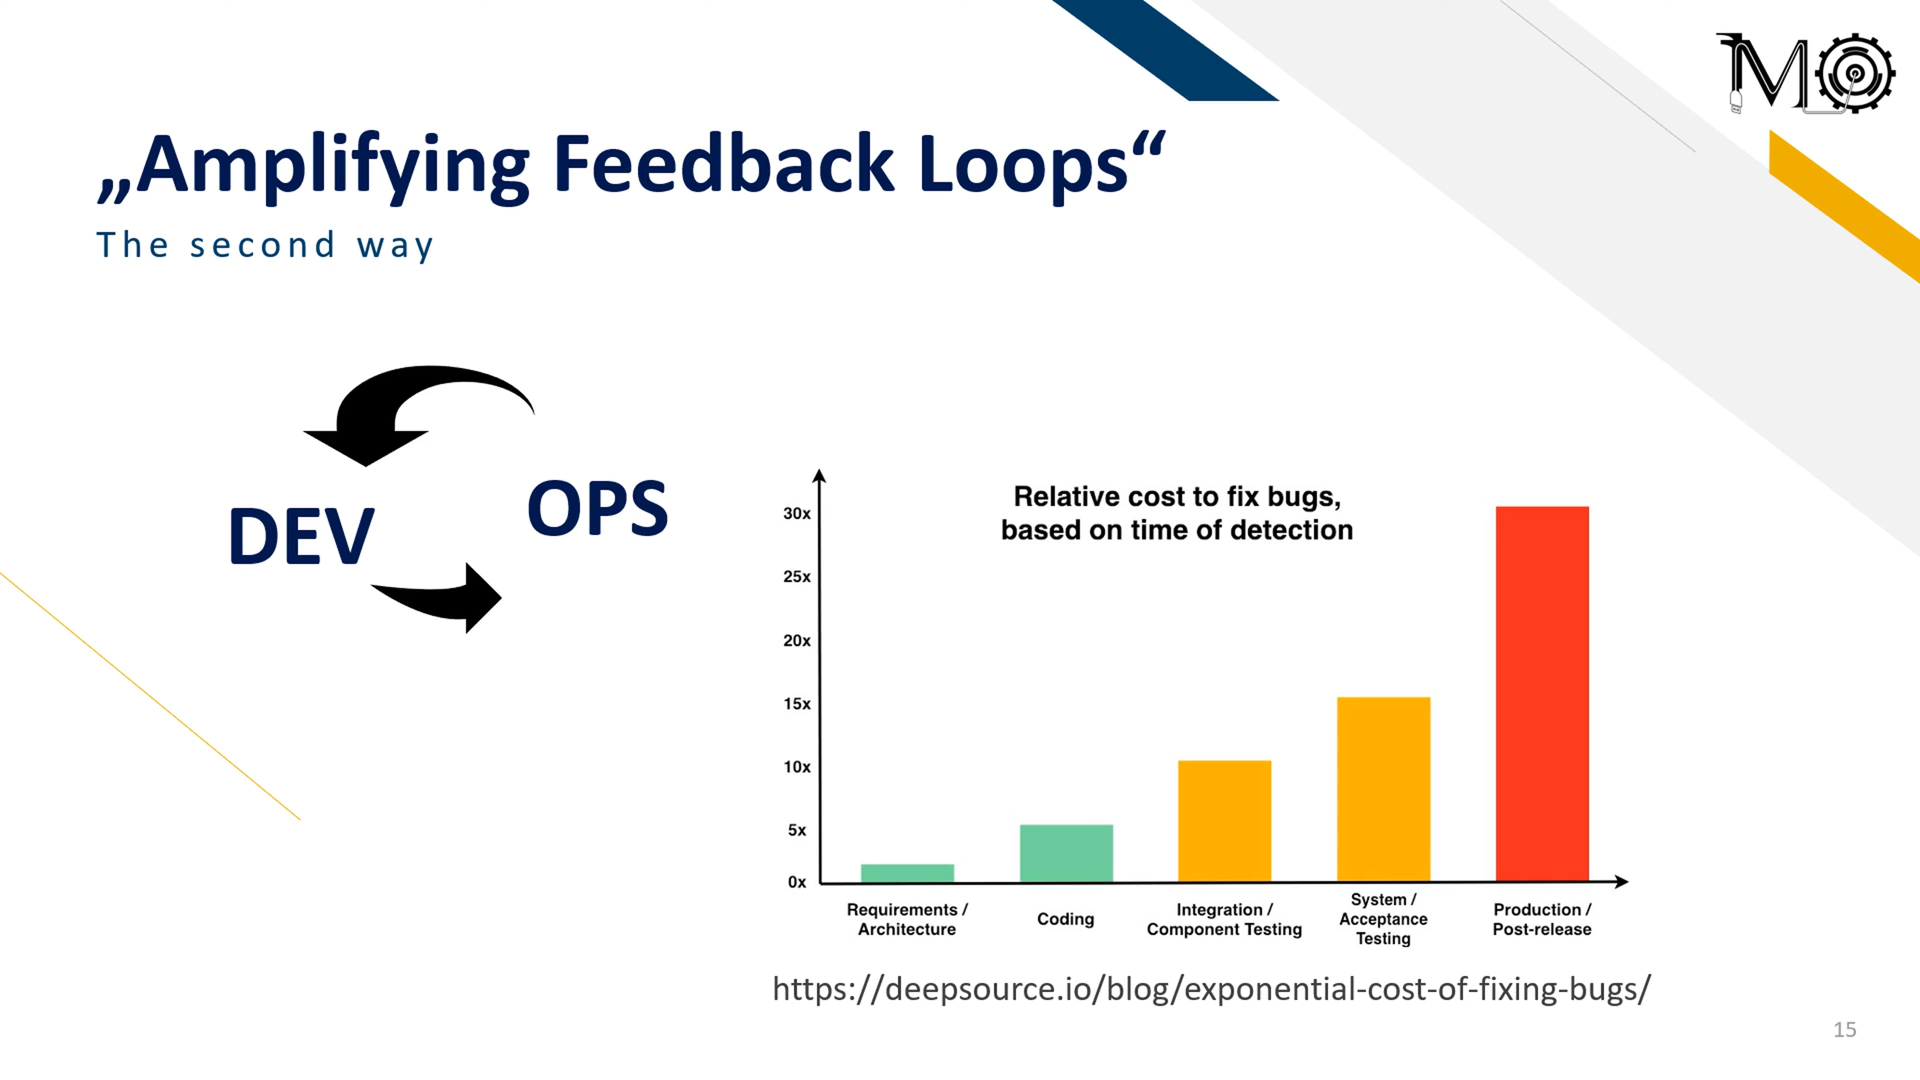 „Amplifying Feedback Loops“
The second way
DEV
OPS
Relative cost to fix bugs,
based on time of detection
30x
25x
20x
15x
10x
5x
0x
Requirements /
Architecture
Coding
Integration /
Component Testing
System /
Acceptance
Testing
Production /
Post-release
https://deepsource.io/blog/exponential-cost-of-fixing-bugs/
15